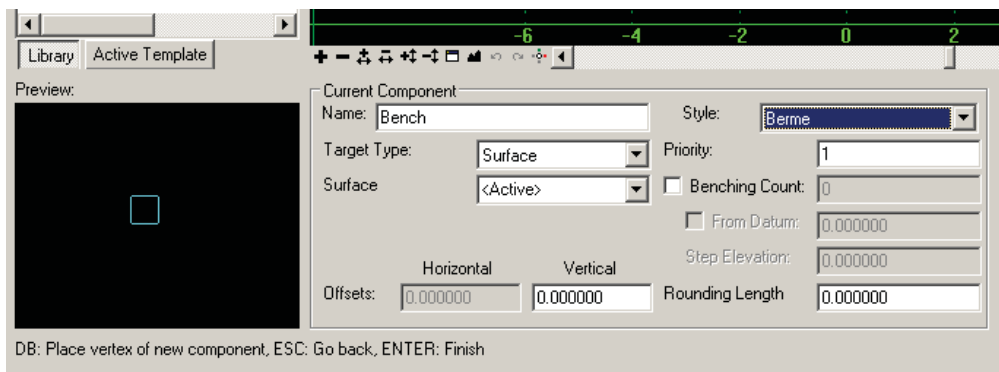 -6 -4 -2 0 2
Library Active Template
Preview:
Current Component
Name: Bench Style: Berme
Target Type: Surface Priority: 1
Surface <Active> Benching Count: 0
From Datum: 0.000000
Step Elevation: 0.000000
Horizontal Vertical
Offsets: 0.000000 0.000000 Rounding Length 0.000000
DB: Place vertex of new component, ESC: Go back, ENTER: Finish